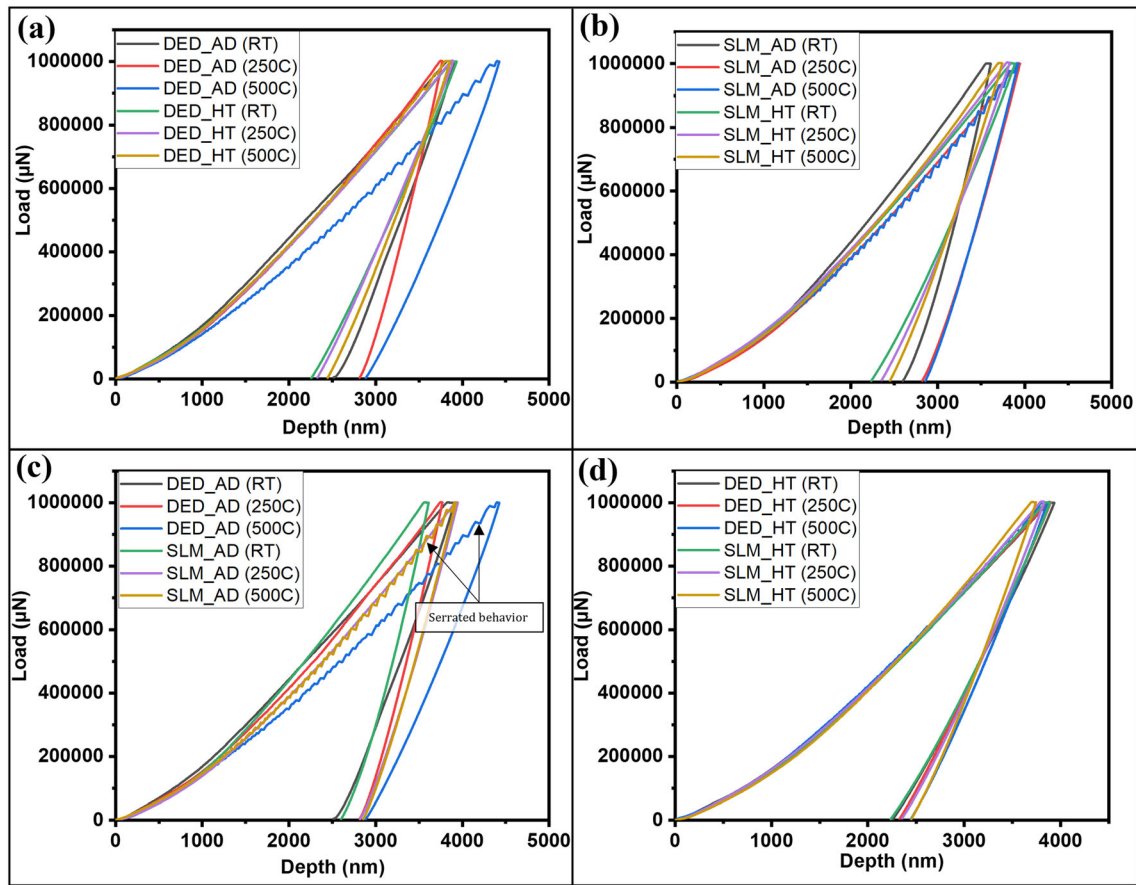 (a)
DED_AD (RT)
DED_AD (250C)
DED_AD (500C)
DED_HT (RT)
DED_HT (250C)
DED_HT (500C)
1000000
800000
600000
400000
200000
0
Load (µN)
0 1000 2000 3000 4000 5000
Depth (nm)
(b)
SLM_AD (RT)
SLM_AD (250C)
SLM_AD (500C)
SLM_HT (RT)
SLM_HT (250C)
SLM_HT (500C)
1000000
800000
600000
400000
200000
0
Load (µN)
0 1000 2000 3000 4000 5000
Depth (nm)
(c)
DED_AD (RT)
DED_AD (250C)
DED_AD (500C)
SLM_AD (RT)
SLM_AD (250C)
SLM_AD (500C)
Serrated behavior
1000000
800000
600000
400000
200000
0
Load (µN)
0 1000 2000 3000 4000 5000
Depth (nm)
(d)
DED_HT (RT)
DED_HT (250C)
DED_HT (500C)
SLM_HT (RT)
SLM_HT (250C)
SLM_HT (500C)
1000000
800000
600000
400000
200000
0
Load (µN)
0 1000 2000 3000 4000
Depth (nm)